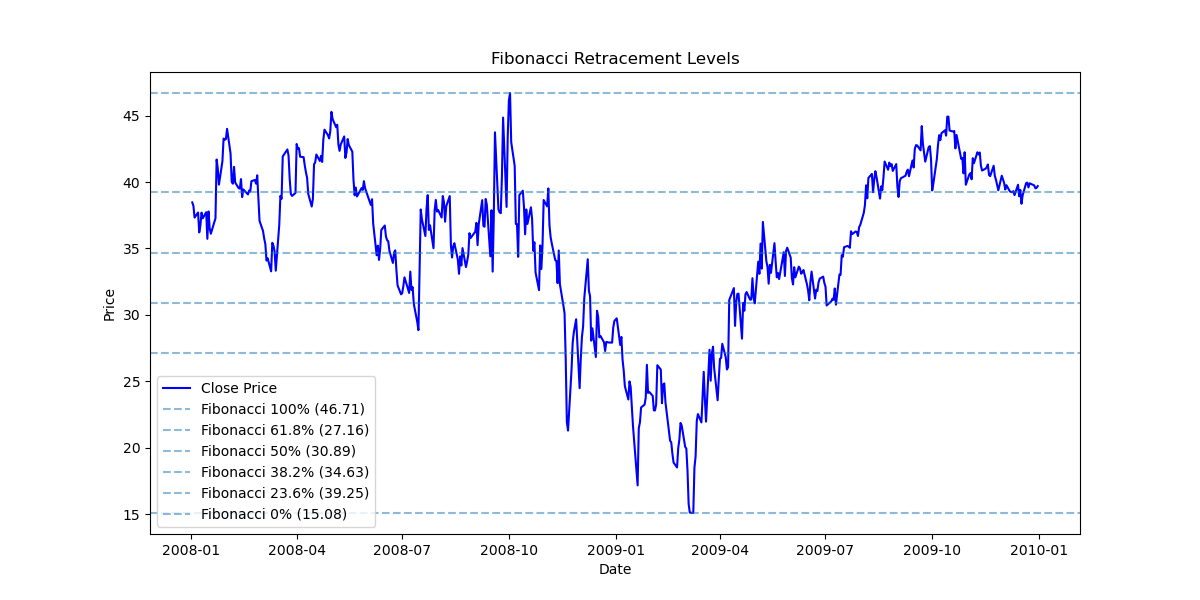 Fibonacci Retracement Levels
Price
45
40
35
30
25
20
15
Close Price
Fibonacci 100% (46.71)
Fibonacci 61.8% (27.16)
Fibonacci 50% (30.89)
Fibonacci 38.2% (34.63)
Fibonacci 23.6% (39.25)
Fibonacci 0% (15.08)
2008-01 2008-04 2008-07 2008-10 2009-01 2009-04 2009-07 2009-10 2010-01
Date